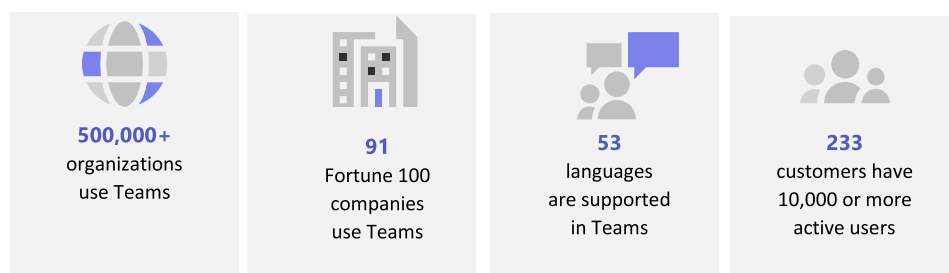 500,000+
organizations
use Teams
91
Fortune 100
companies
use Teams
53
languages
are supported
in Teams
233
customers have
10,000 or more
active users